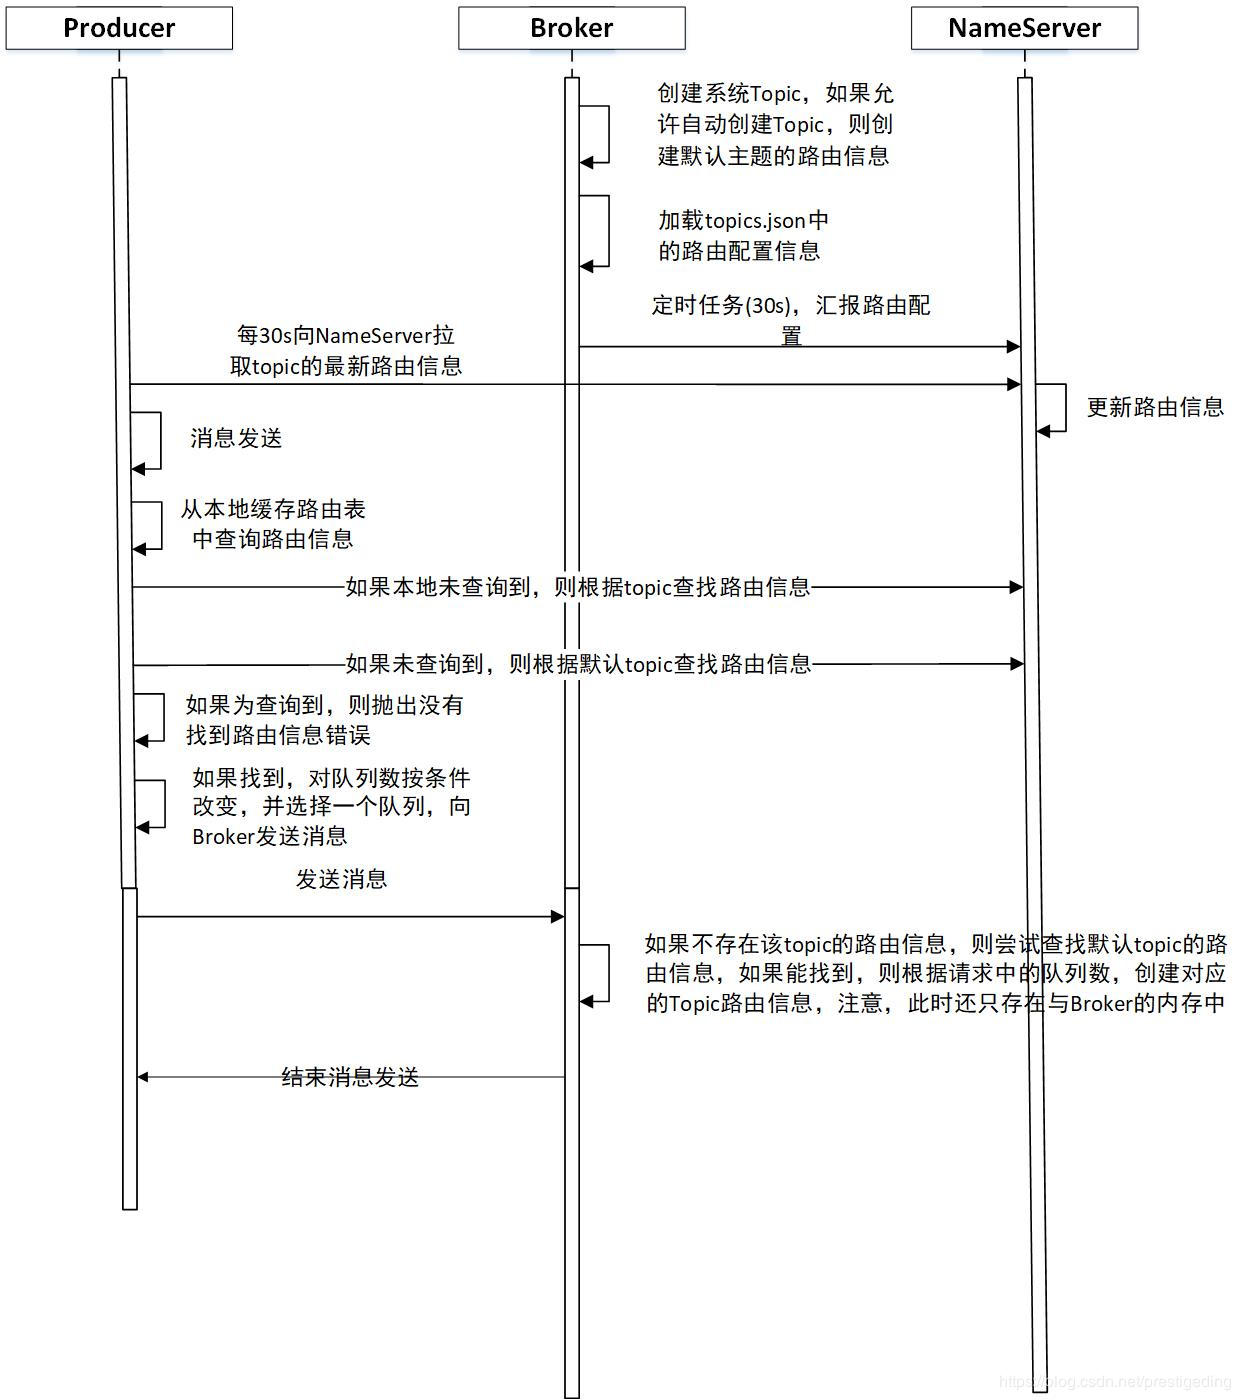 Producer
Broker
NameServer
创建系统Topic，如果允
许自动创建Topic，则创
建默认主题的路由信息
加载topics.json中
的路由配置信息
定时任务(30s)，汇报路由配
置
每30s向NameServer拉
取topic的最新路由信息
更新路由信息
消息发送
从本地缓存路由表
中查询路由信息
如果本地未查询到，则根据topic查找路由信息
如果未查询到，则根据默认topic查找路由信息
如果为查询到，则抛出没有
找到路由信息错误
如果找到，对队列数按条件
改变，并选择一个队列，向
Broker发送消息
发送消息
如果不存在该topic的路由信息，则尝试查找默认topic的路
由信息，如果能找到，则根据请求中的队列数，创建对应
的Topic路由信息，注意，此时还只存在与Broker的内存中
结束消息发送
https://blog.csdn.net/prestigeding